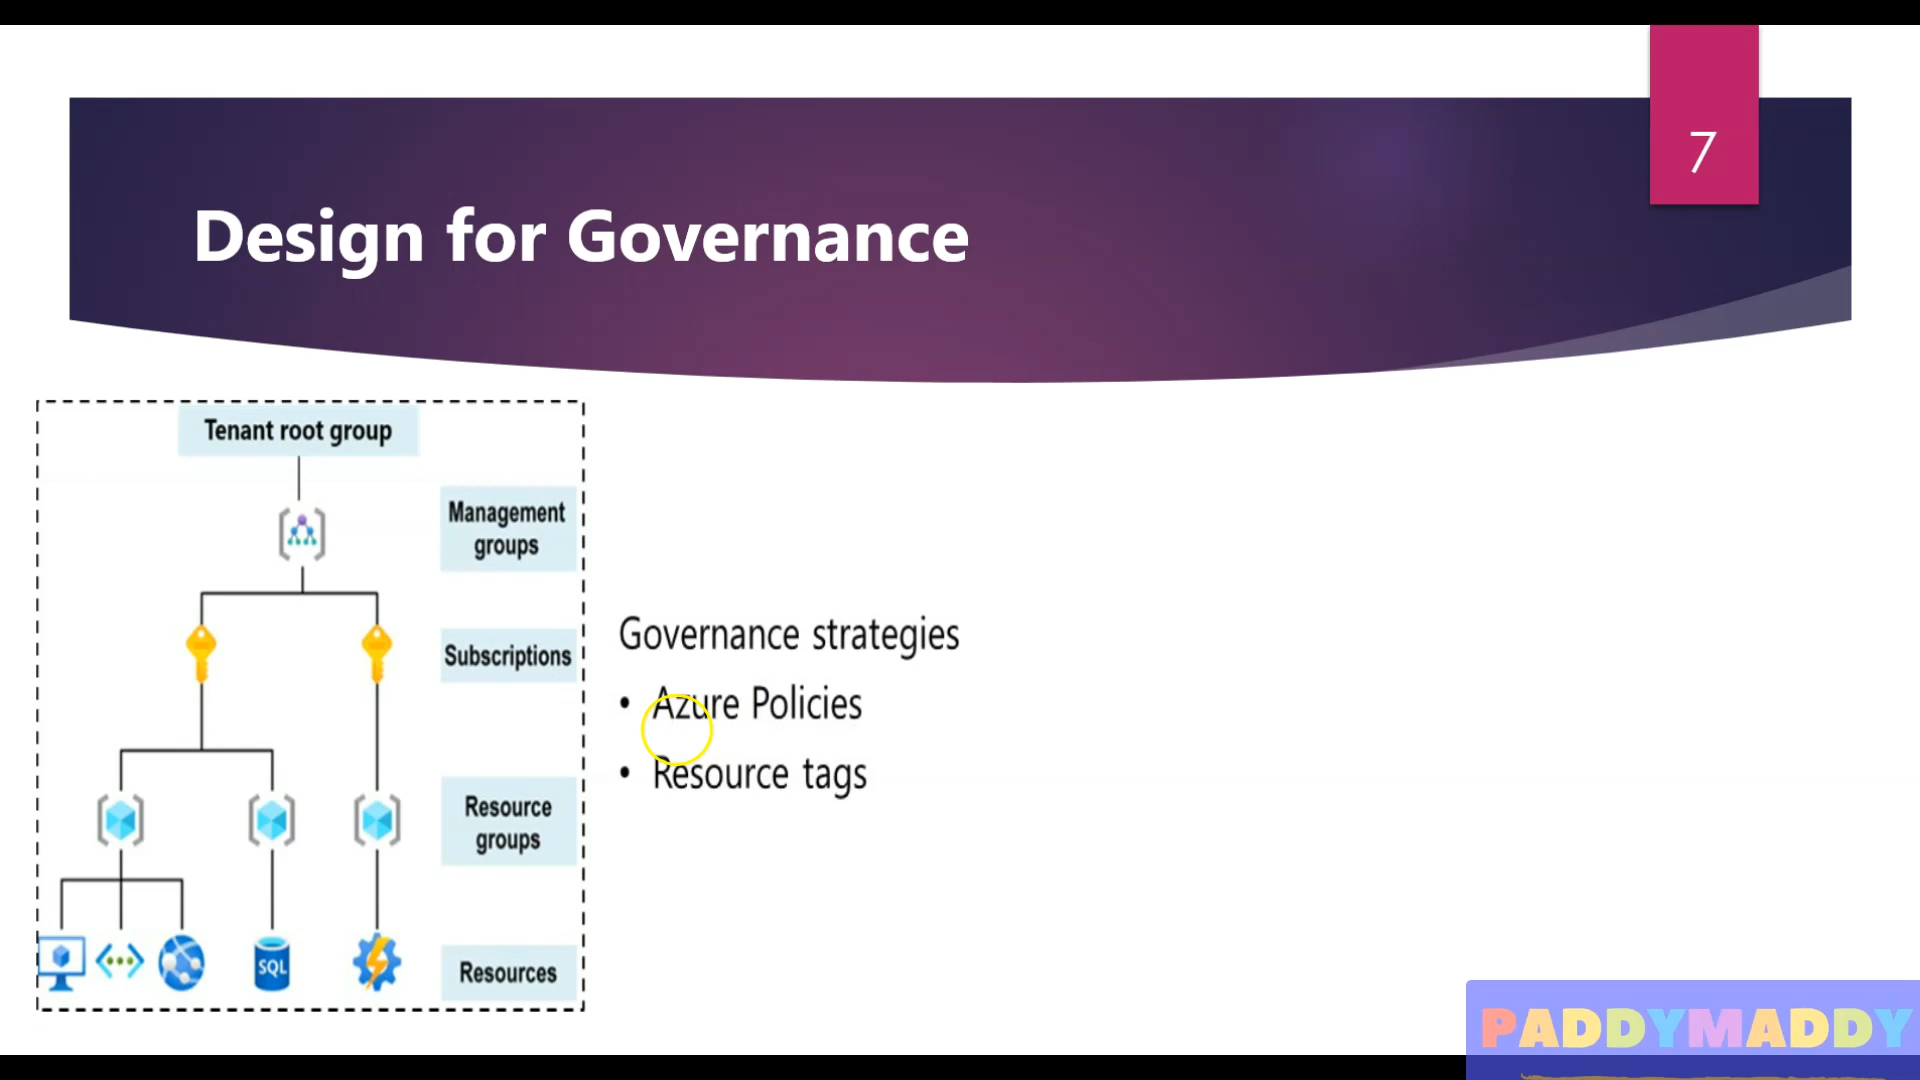 7
Design for Governance
Tenant root group
Management
groups
Subscriptions
Resource
groups
SQL
Resources
Governance strategies
• Azure Policies
• Resource tags
PADDYMADDY